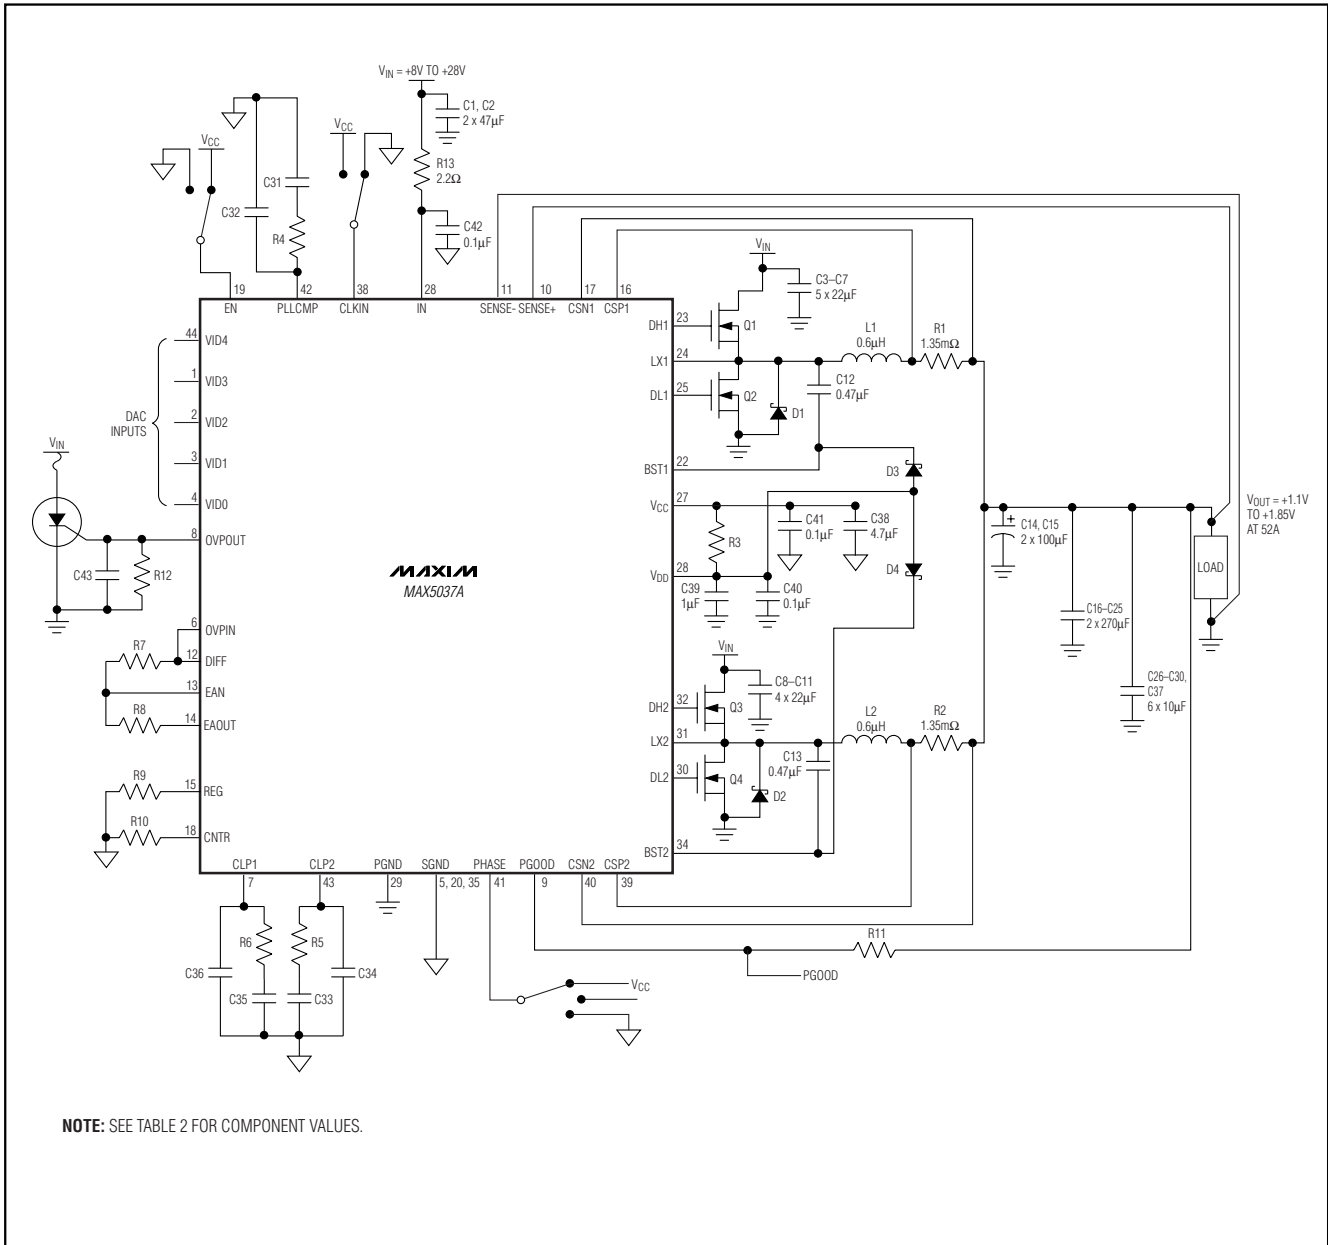 V_IN = +8V TO +28V
C1, C2
2 x 47µF
V_CC
V_CC
R13
2.2Ω
C31
C32
R4
C42
0.1µF
V_IN
C3–C7
5 x 22µF
19
42
38
28
11
10
17
16
EN
PLLCMP
CLKIN
IN
SENSE-
SENSE+
CSN1
CSP1
DH1
23
Q1
44
VID4
L1
0.6µH
R1
1.35mΩ
LX1
24
1
VID3
C12
0.47µF
DL1
25
Q2
D1
DAC
INPUTS
2
VID2
V_IN
3
VID1
BST1
22
D3
4
VID0
V_CC
27
C41
0.1µF
C38
4.7µF
C14, C15
2 x 100µF
+
V_OUT = +1.1V
TO +1.85V
AT 52A
8
OVPOUT
R3
C43
R12
MAXIM
MAX5037A
V_DD
28
D4
LOAD
C39
1µF
C40
0.1µF
C16–C25
2 x 270µF
6
OVPIN
R7
12
DIFF
V_IN
13
EAN
C8–C11
4 x 22µF
C26–C30,
C37
6 x 10µF
R8
14
EAOUT
DH2
32
Q3
L2
0.6µH
R2
1.35mΩ
LX2
31
C13
0.47µF
DL2
30
Q4
D2
R9
15
REG
R10
18
CNTR
BST2
34
CLP1
CLP2
PGND
SGND
PHASE
PGOOD
CSN2
CSP2
7
43
29
5, 20, 35
41
9
40
39
R6
R5
R11
C36
C34
PGOOD
C35
C33
V_CC
NOTE: SEE TABLE 2 FOR COMPONENT VALUES.